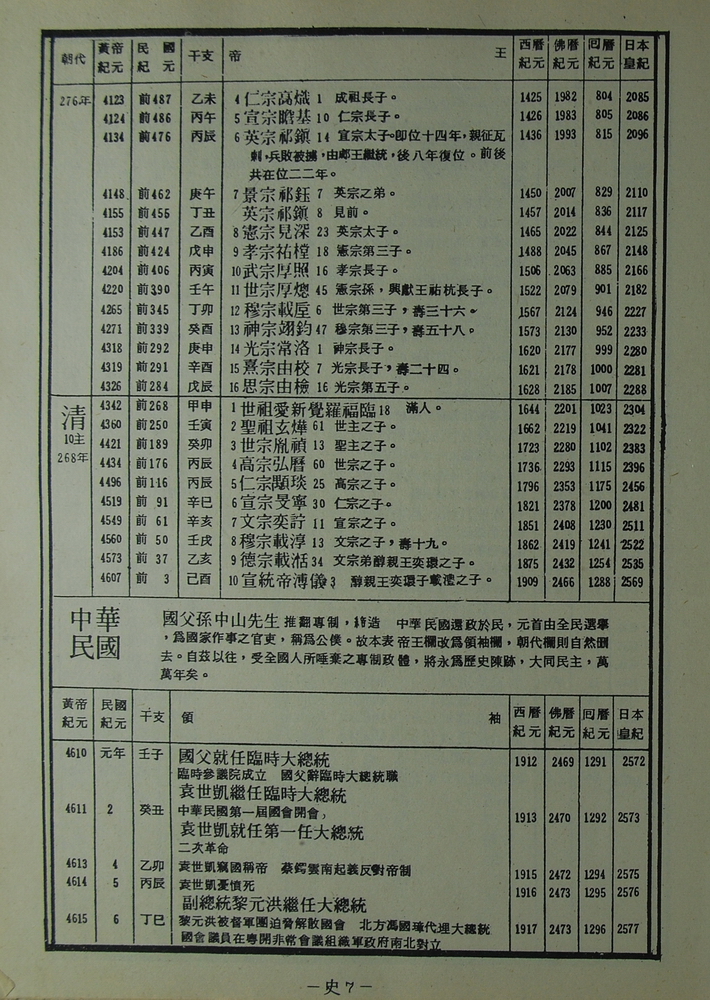 朝代 黃帝紀元 民國紀元 干支 帝王 西曆紀元 佛曆紀元 回曆紀元 日本皇紀
276年 4123 前487 乙未 4 仁宗高熾 1 成祖長子。 1425 1982 804 2085
4124 前486 丙午 5 宣宗瞻基 10 仁宗長子。 1426 1983 805 2086
4134 前476 丙辰 6 英宗祁鎭 14 宣宗太子。卽位十四年,親征瓦 1436 1993 815 2096
剌,兵敗被擄,由郕王繼統,後八年復位。前後
共在位二二年。
4148 前462 庚午 7 景宗祁鈺 7 英宗之弟。 1450 2007 829 2110
4155 前455 丁丑 英宗祁鎭 8 見前。 1457 2014 836 2117
4153 前447 乙酉 8 憲宗見深 23 英宗太子。 1465 2022 844 2125
4186 前424 戊申 9 孝宗祐樘 18 憲宗第三子。 1488 2045 867 2148
4204 前406 丙寅 10 武宗厚照 16 孝宗長子。 1506 2063 885 2166
4220 前390 壬午 11 世宗厚熜 45 憲宗孫,興獻王祐杬長子。 1522 2079 901 2182
4265 前345 丁卯 12 穆宗載垕 6 世宗第三子,壽三十六。 1567 2124 946 2227
4271 前339 癸酉 13 神宗翊鈞 47 穆宗第三子,壽五十八。 1573 2130 952 2233
4318 前292 庚申 14 光宗常洛 1 神宗長子。 1620 2177 999 2280
4319 前291 辛酉 15 熹宗由校 7 光宗長子,壽二十四。 1621 2178 1000 2281
4326 前284 戊辰 16 思宗由檢 16 光宗第五子。 1628 2185 1007 2288
清 10主 268年
4342 前268 甲申 1 世祖愛新覺羅福臨 18 滿人。 1644 2201 1023 2304
4360 前250 壬寅 2 聖祖玄燁 61 世主之子。 1662 2219 1041 2322
4421 前189 癸卯 3 世宗胤禎 13 聖主之子。 1723 2280 1102 2383
4434 前176 丙辰 4 高宗弘曆 60 世宗之子。 1736 2293 1115 2396
4496 前116 丙辰 5 仁宗顒琰 25 高宗之子。 1796 2353 1175 2456
4519 前 91 辛巳 6 宣宗旻寧 30 仁宗之子。 1821 2378 1200 2481
4549 前 61 辛亥 7 文宗奕詝 11 宣宗之子。 1851 2408 1230 2511
4560 前 50 壬戌 8 穆宗載淳 13 文宗之子,壽十九。 1862 2419 1241 2522
4573 前 37 乙亥 9 德宗載湉 34 文宗弟醇親王奕環之子。 1875 2432 1254 2535
4607 前 3 己酉 10 宣統帝溥儀 3 醇親王奕環子載灃之子。 1909 2466 1288 2569
中華民國
國父孫中山先生推翻專制,締造 中華民國還政於民,元首由全民選舉
,爲國家作事之官吏,稱爲公僕。故本表帝王欄改爲領袖欄,朝代欄則自然刪
去。自茲以往,受全國人所唾棄之專制政體,將永爲歷史陳跡,大同民主,萬
萬年矣。
黃帝紀元 民國紀元 干支 領袖 西曆紀元 佛曆紀元 回曆紀元 日本皇紀
4610 元年 壬子 國父就任臨時大總統 1912 2469 1291 2572
臨時參議院成立 國父辭臨時大總統職
袁世凱繼任臨時大總統
4611 2 癸丑 中華民國第一屆國會開會, 1913 2470 1292 2573
袁世凱就任第一任大總統
二次革命
4613 4 乙卯 袁世凱竊國稱帝 蔡鍔雲南起義反對帝制 1915 2472 1294 2575
4614 5 丙辰 袁世凱憂憤死 1916 2473 1295 2576
副總統黎元洪繼任大總統
4615 6 丁巳 黎元洪被督軍團迫脅解散國會 北方馮國璋代理大總統 1917 2473 1296 2577
國會議員在粵開非常會議組織軍政府南北對立
—史7—